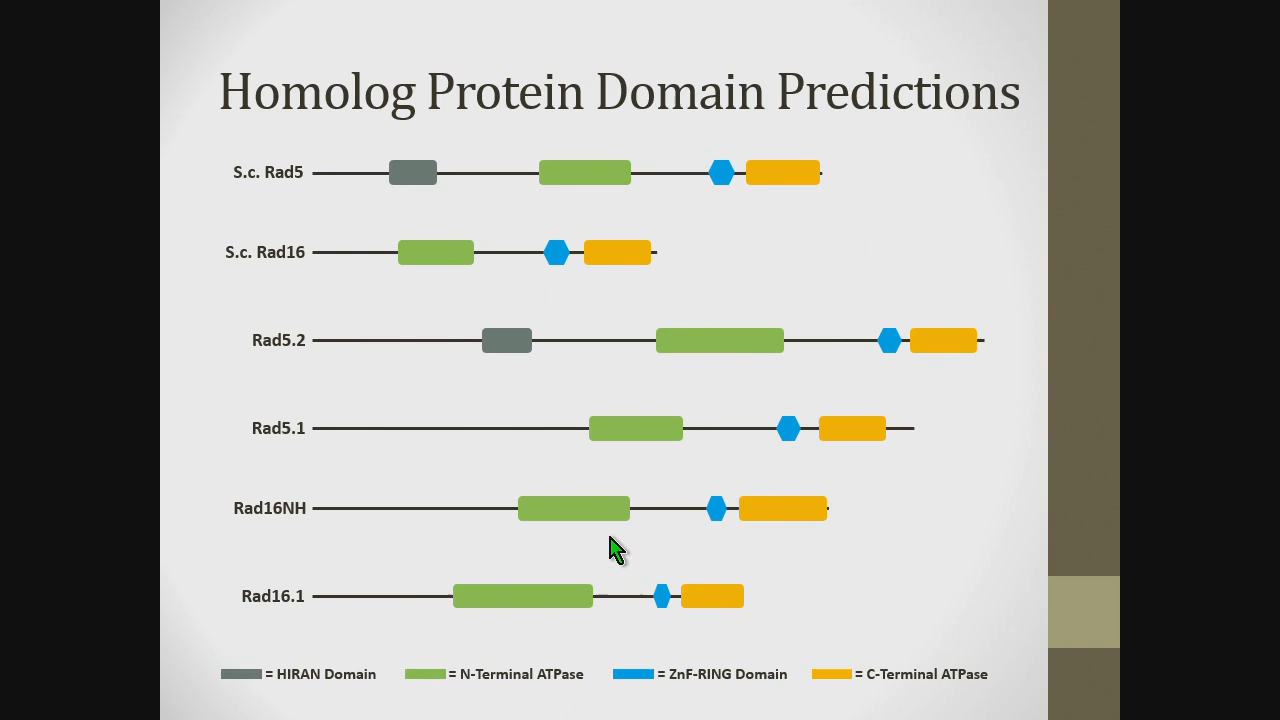 Homolog Protein Domain Predictions
S.c. Rad5
S.c. Rad16
Rad5.2
Rad5.1
Rad16NH
Rad16.1
= HIRAN Domain = N-Terminal ATPase = ZnF-RING Domain = C-Terminal ATPase